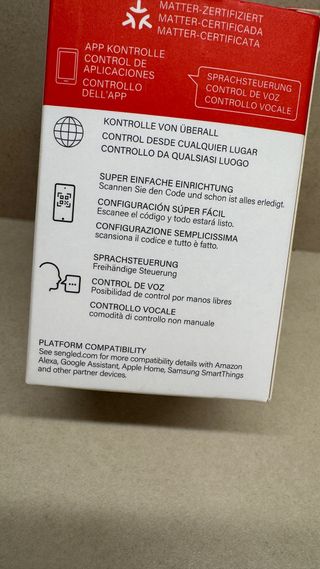 MATTER-ZERTIFIZIERT
MATTER-CERTIFICADA
MATTER-CERTIFICATA
APP KONTROLLE
CONTROL DE
APLICACIONES
CONTROLLO
DELL'APP
SPRACHSTEUERUNG
CONTROL DE VOZ
CONTROLLO VOCALE
KONTROLLE VON ÜBERALL
CONTROL DESDE CUALQUIER LUGAR
CONTROLLO DA QUALSIASI LUOGO
SUPER EINFACHE EINRICHTUNG
Scannen Sie den Code und schon ist alles erledigt.
CONFIGURACIÓN SÚPER FÁCIL
Escanee el código y todo estará listo.
CONFIGURAZIONE SEMPLICISSIMA
scansiona il codice e tutto è fatto.
SPRACHSTEUERUNG
Freihändige Steuerung
CONTROL DE VOZ
Posibilidad de control por manos libres
CONTROLLO VOCALE
comodità di controllo non manuale
PLATFORM COMPATIBILITY
See sengled.com for more compatibility details with Amazon
Alexa, Google Assistant, Apple Home, Samsung SmartThings
and other partner devices.